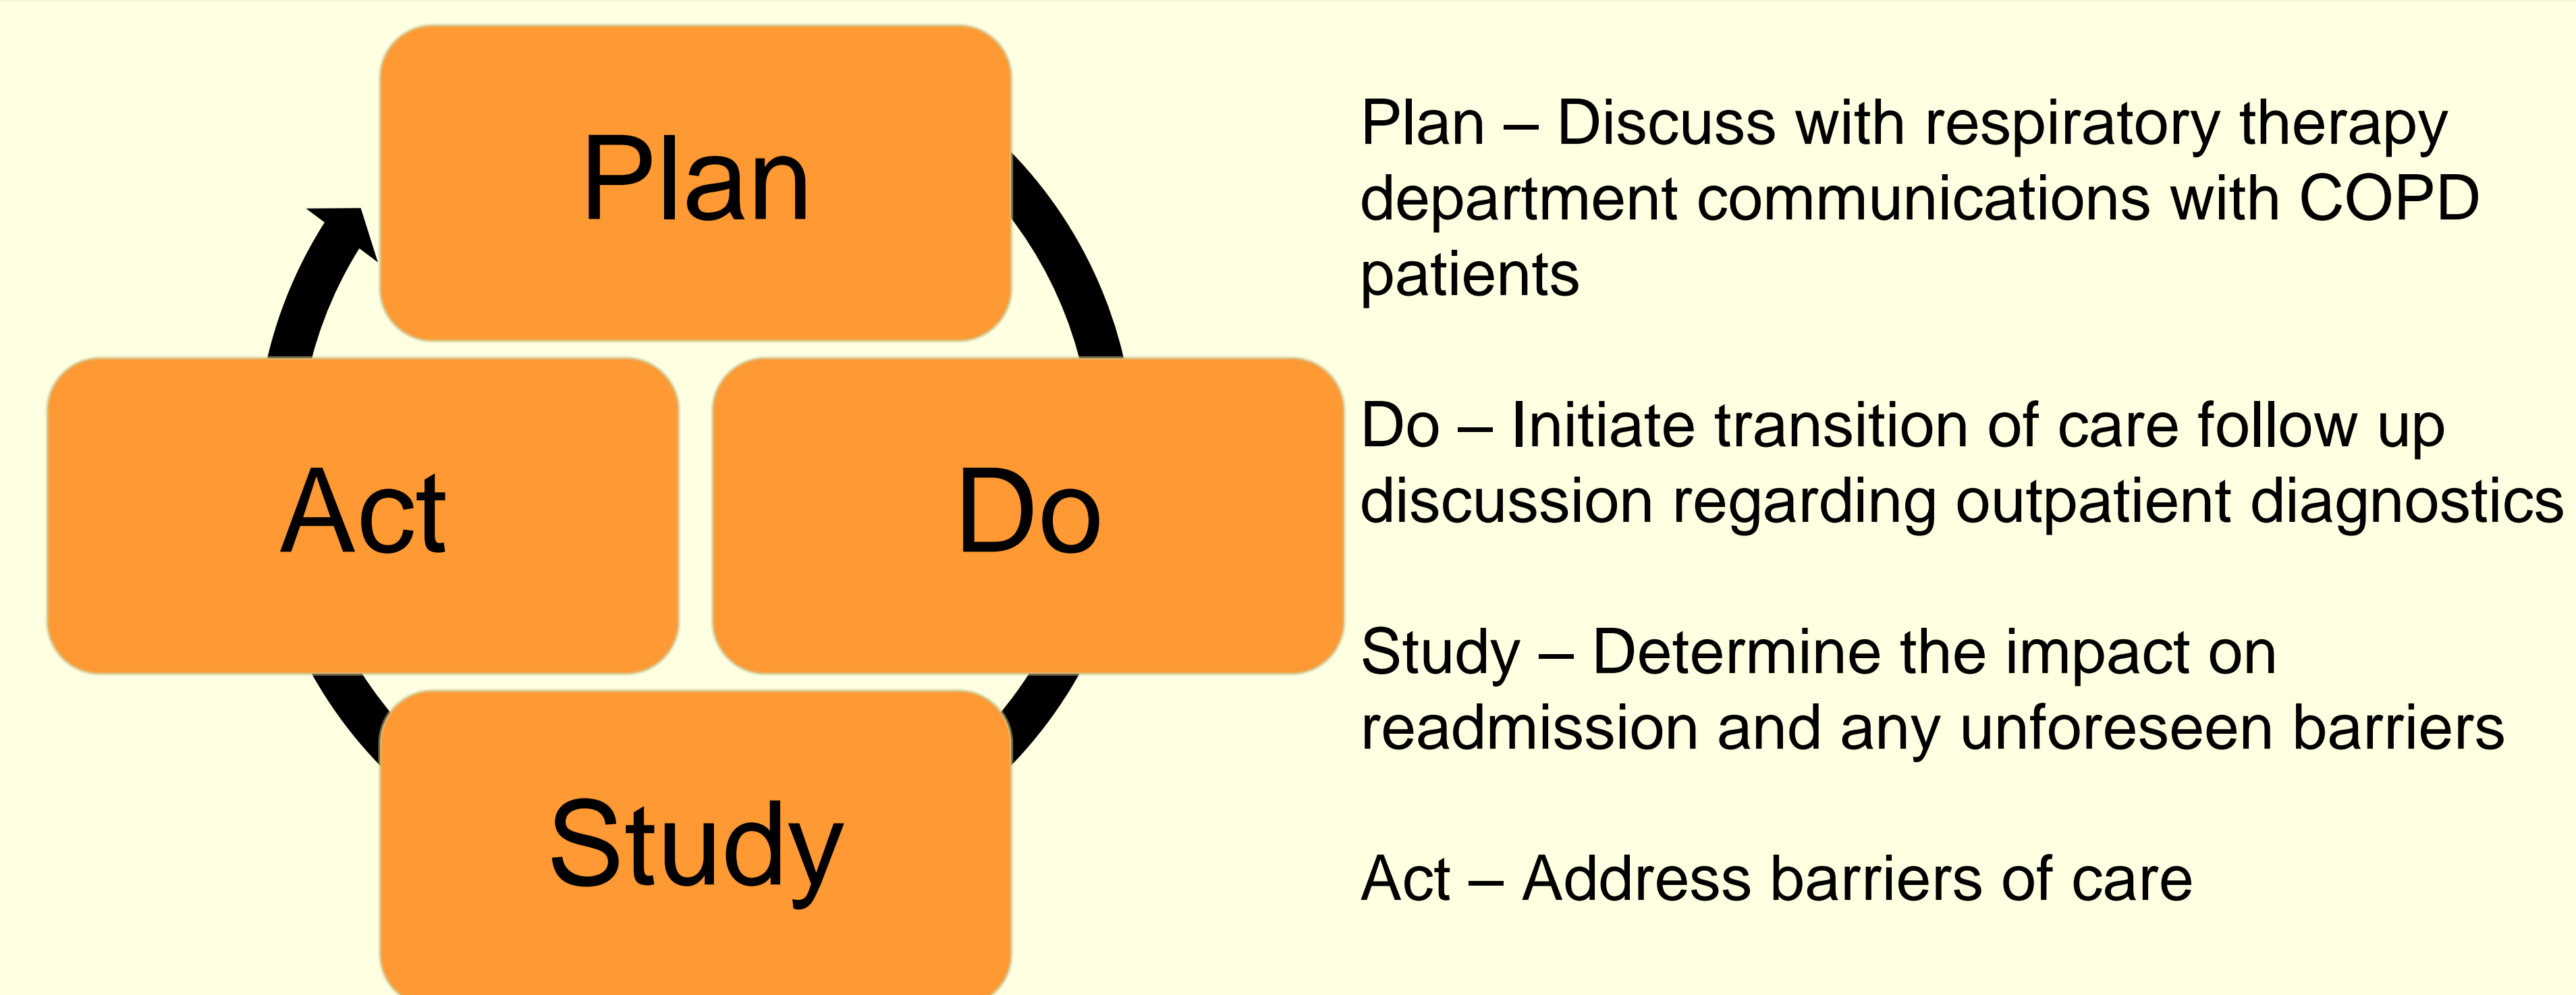 Plan
Act
Do
Study
Plan – Discuss with respiratory therapy
department communications with COPD
patients
Do – Initiate transition of care follow up
discussion regarding outpatient diagnostics
Study – Determine the impact on
readmission and any unforeseen barriers
Act – Address barriers of care